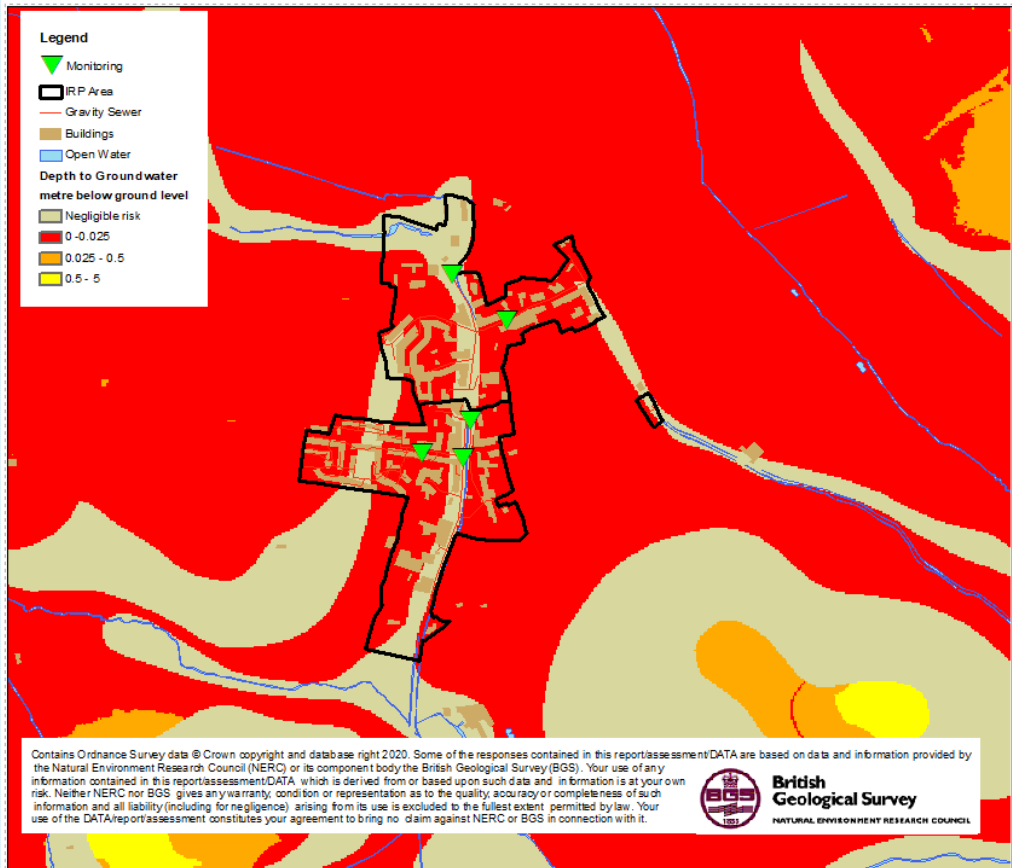 Legend
Monitoring
IRP Area
Gravity Sewer
Buildings
Open Water
Depth to Groundwater
metre below ground level
Negligible risk
0 -0.025
0.025 - 0.5
0.5 - 5
Contains Ordnance Survey data © Crown copyright and database right 2020. Some of the responses contained in this report/assessment/DATA are based on data and information provided by
the Natural Environment Research Council (NERC) or its component body the British Geological Survey (BGS). Your use of any
information contained in this report/assessment/DATA which is derived from or based upon such data and information is at your own
risk. Neither NERC nor BGS gives any warranty, condition or representation as to the quality, accuracy or completeness of such
information and all liability (including for negligence) arising from its use is excluded to the fullest extent permitted by law. Your
use of the DATA/report/assessment constitutes your agreement to bring no claim against NERC or BGS in connection with it.
BGS
1835
British
Geological Survey
NATURAL ENVIRONMENT RESEARCH COUNCIL